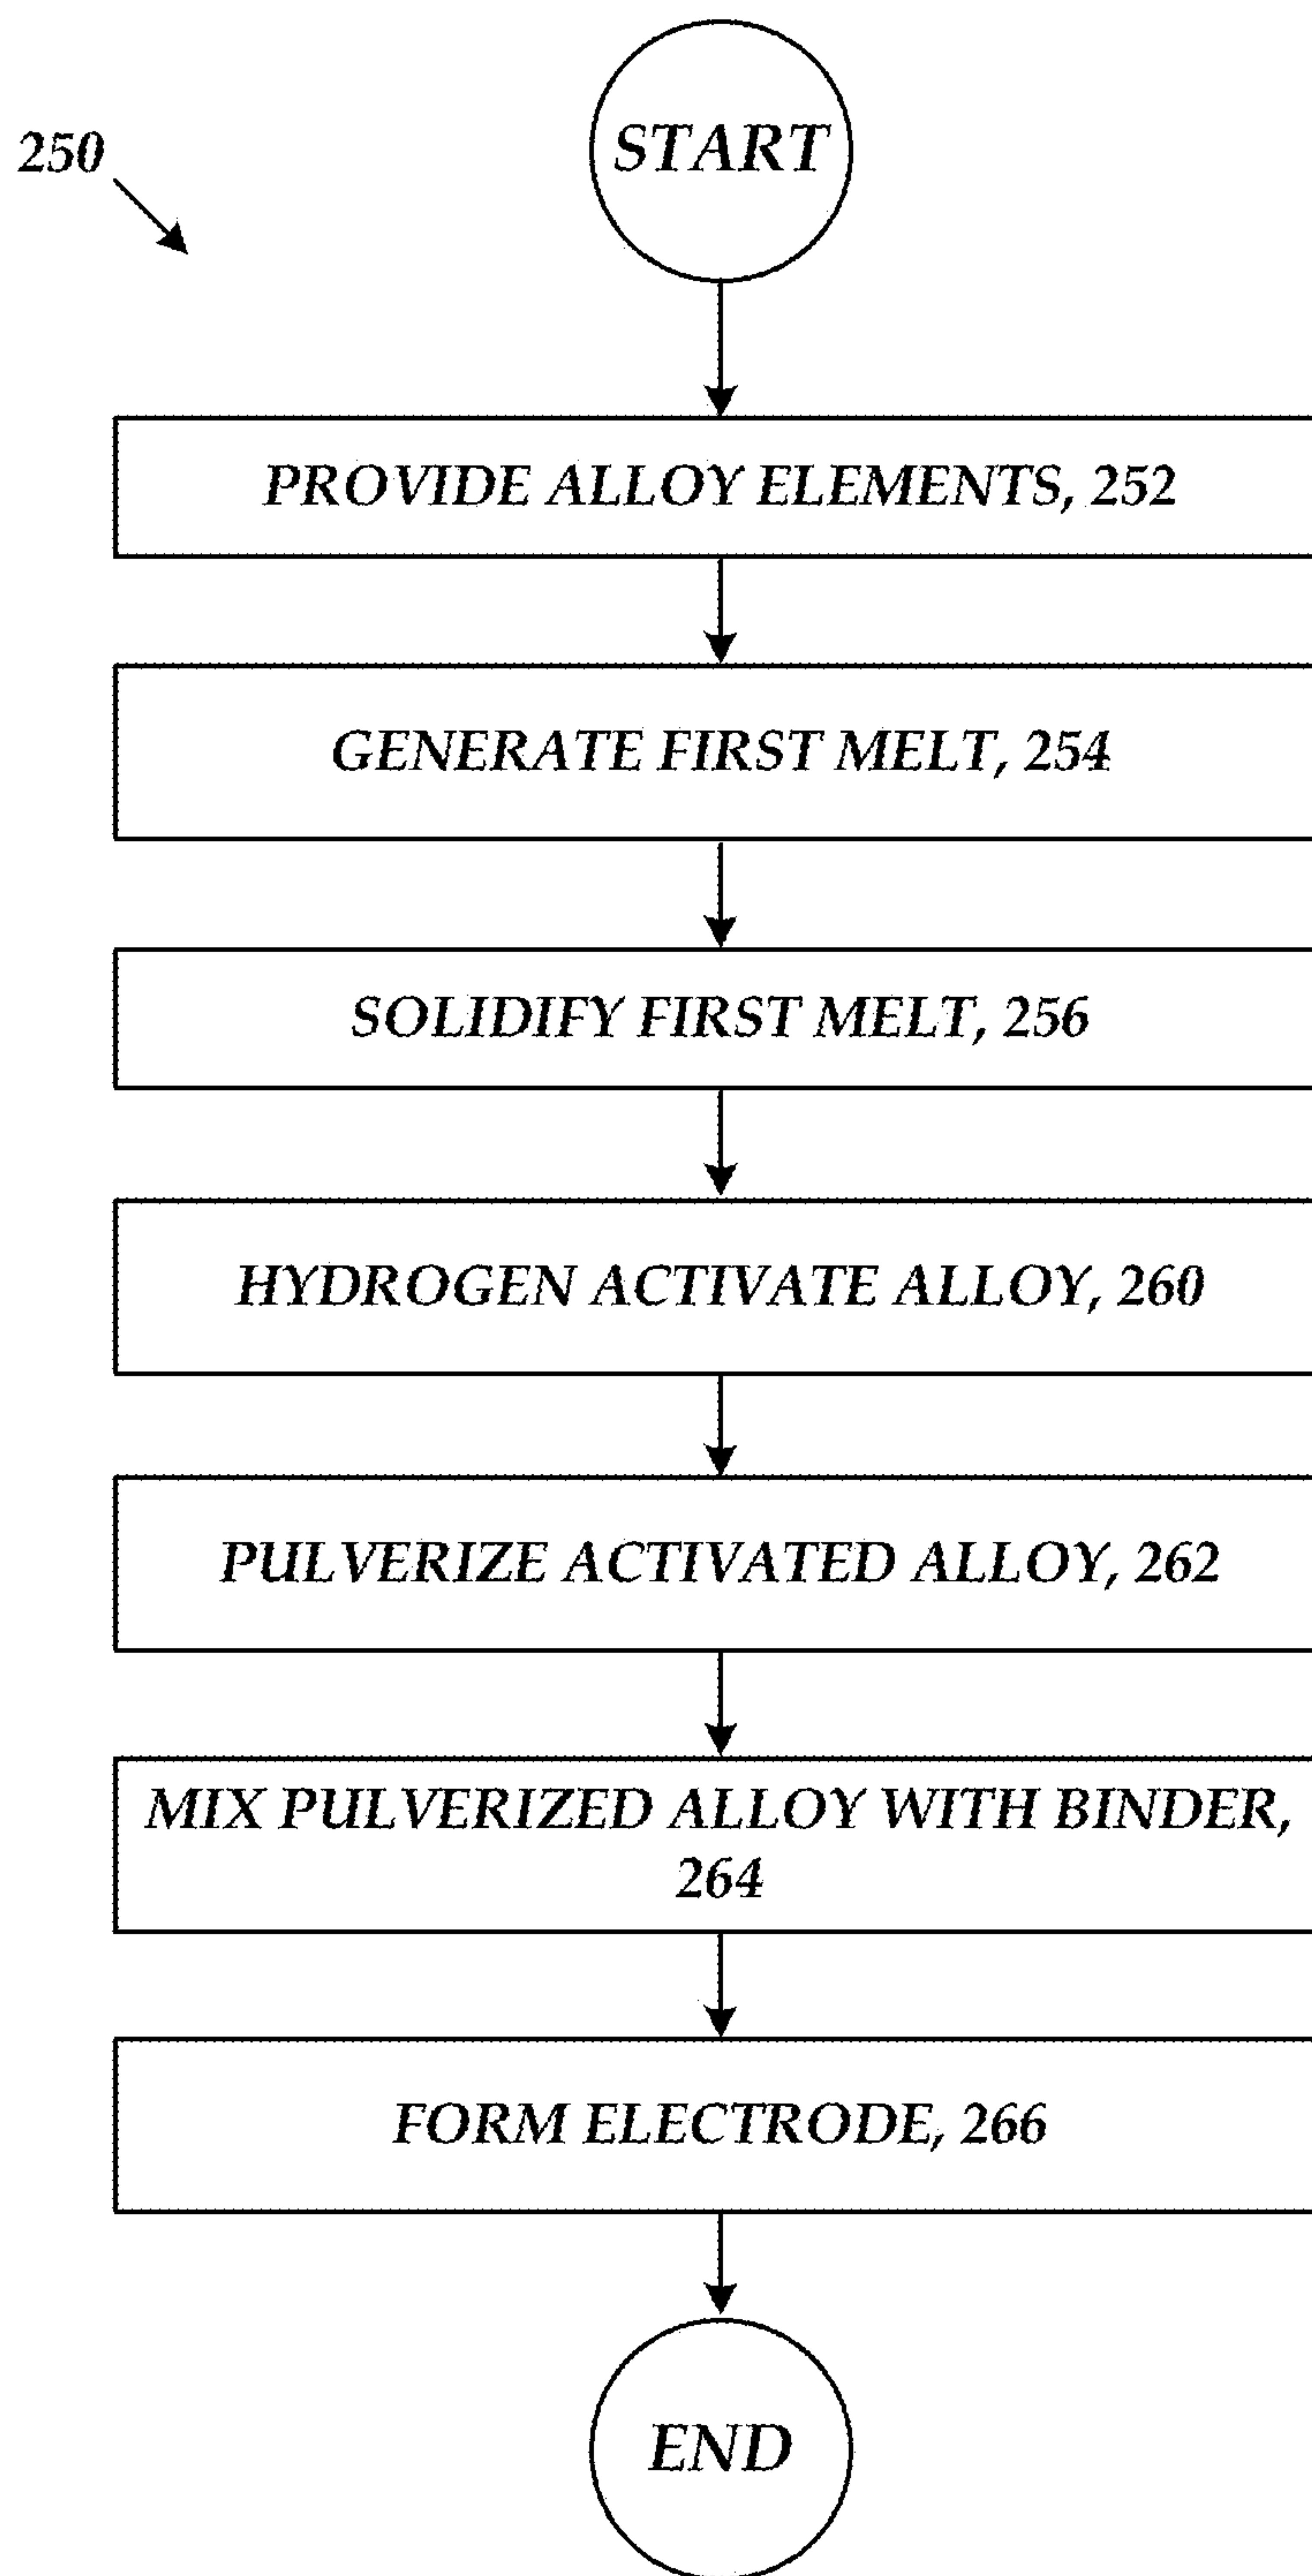 START
250
PROVIDE ALLOY ELEMENTS, 252
GENERATE FIRST MELT, 254
SOLIDIFY FIRST MELT, 256
HYDROGEN ACTIVATE ALLOY, 260
PULVERIZE ACTIVATED ALLOY, 262
MIX PULVERIZED ALLOY WITH BINDER,
264
FORM ELECTRODE, 266
END